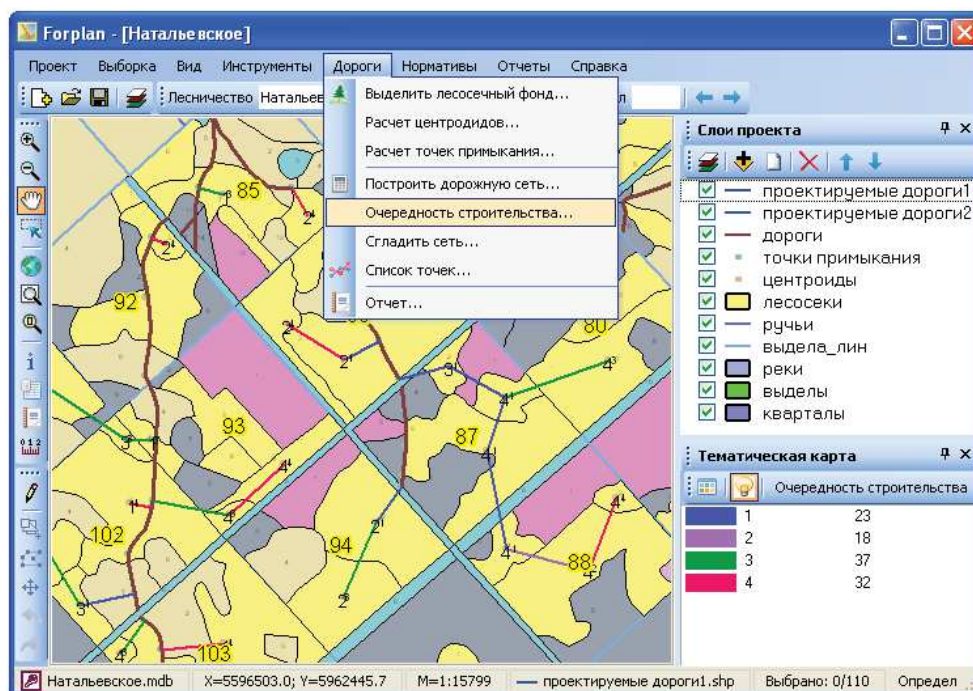 Forplan - [Натальевское]
Проект Выборка Вид Инструменты Дороги Нормативы Отчеты Справка
Лесничество Натальев
Выделить лесосечный фонд...
Расчет центродидов...
Расчет точек примыкания...
Построить дорожную сеть...
Очередность строительства...
Сгладить сеть...
Список точек...
Отчет...
Слои проекта
проектируемые дороги1
проектируемые дороги2
дороги
точки примыкания
центроиды
лесосеки
ручьи
выдела_лин
реки
выделы
кварталы
Тематическая карта
Очередность строительства
1 23
2 18
3 37
4 32
85
92
80
93
87
102
94
88
103
Натальевское.mdb X=5596503.0; Y=5962445.7 M=1:15799 проектируемые дороги1.shp Выбрано: 0/110 Определ